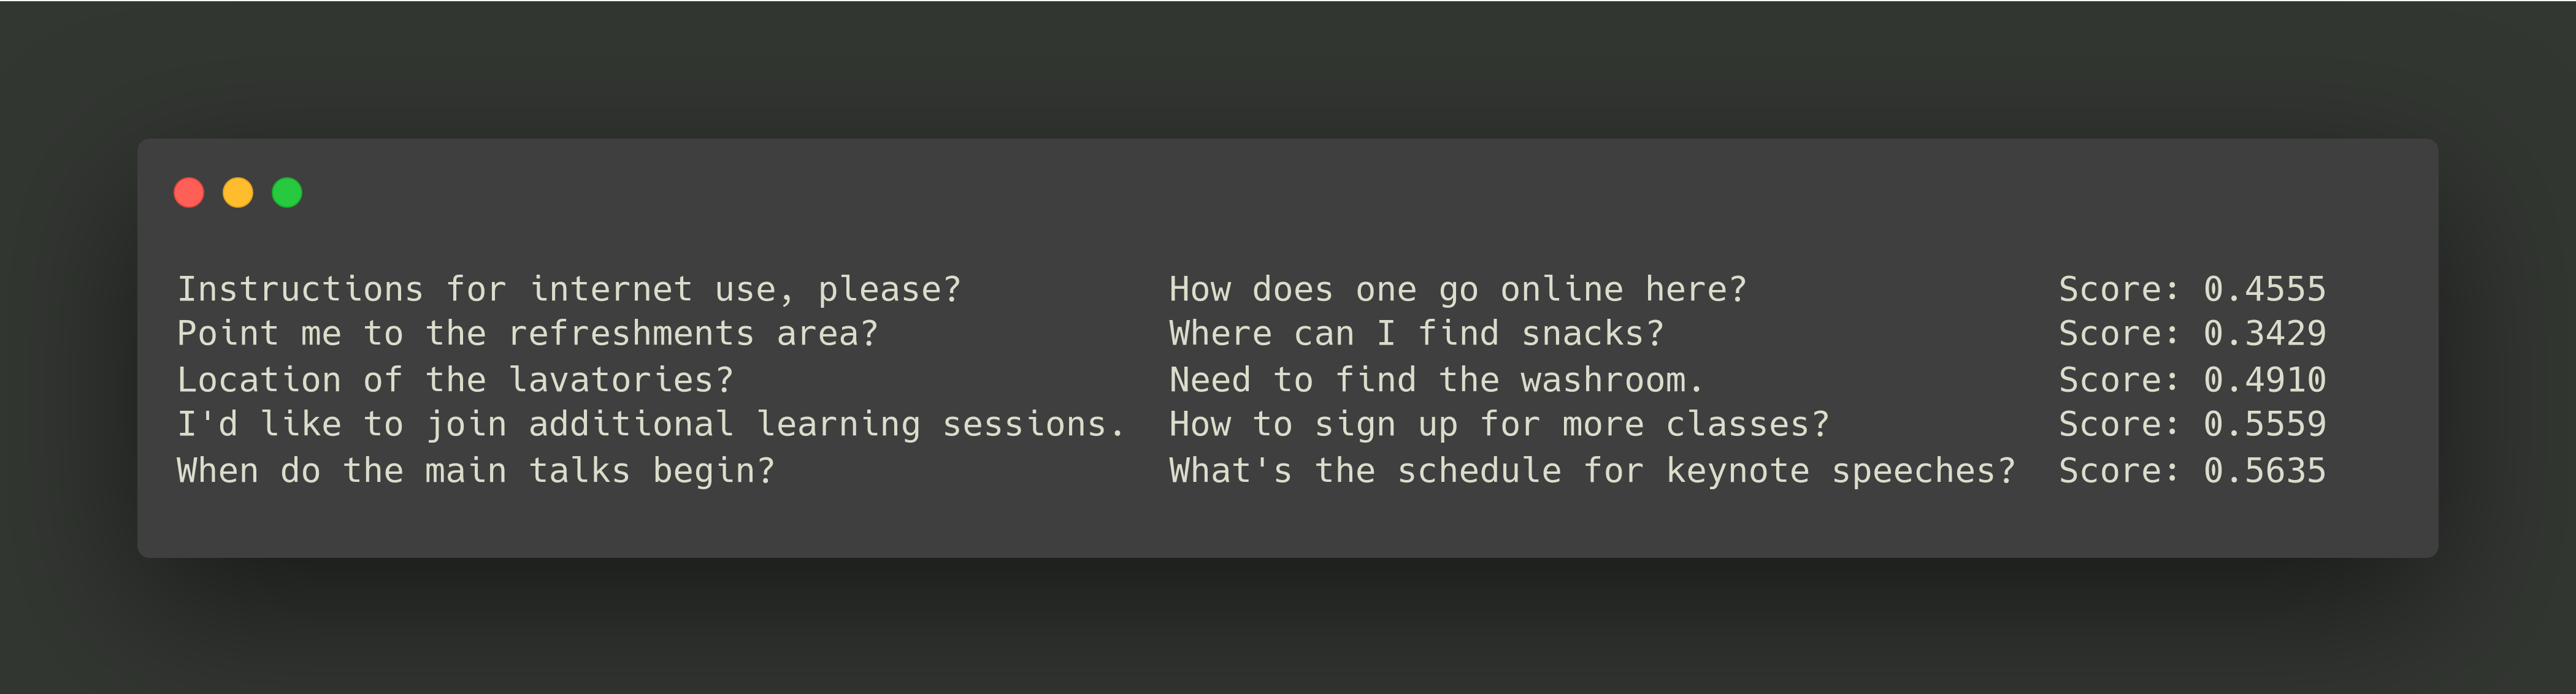 Instructions for internet use, please? How does one go online here? Score: 0.4555
Point me to the refreshments area? Where can I find snacks? Score: 0.3429
Location of the lavatories? Need to find the washroom. Score: 0.4910
I'd like to join additional learning sessions. How to sign up for more classes? Score: 0.5559
When do the main talks begin? What's the schedule for keynote speeches? Score: 0.5635